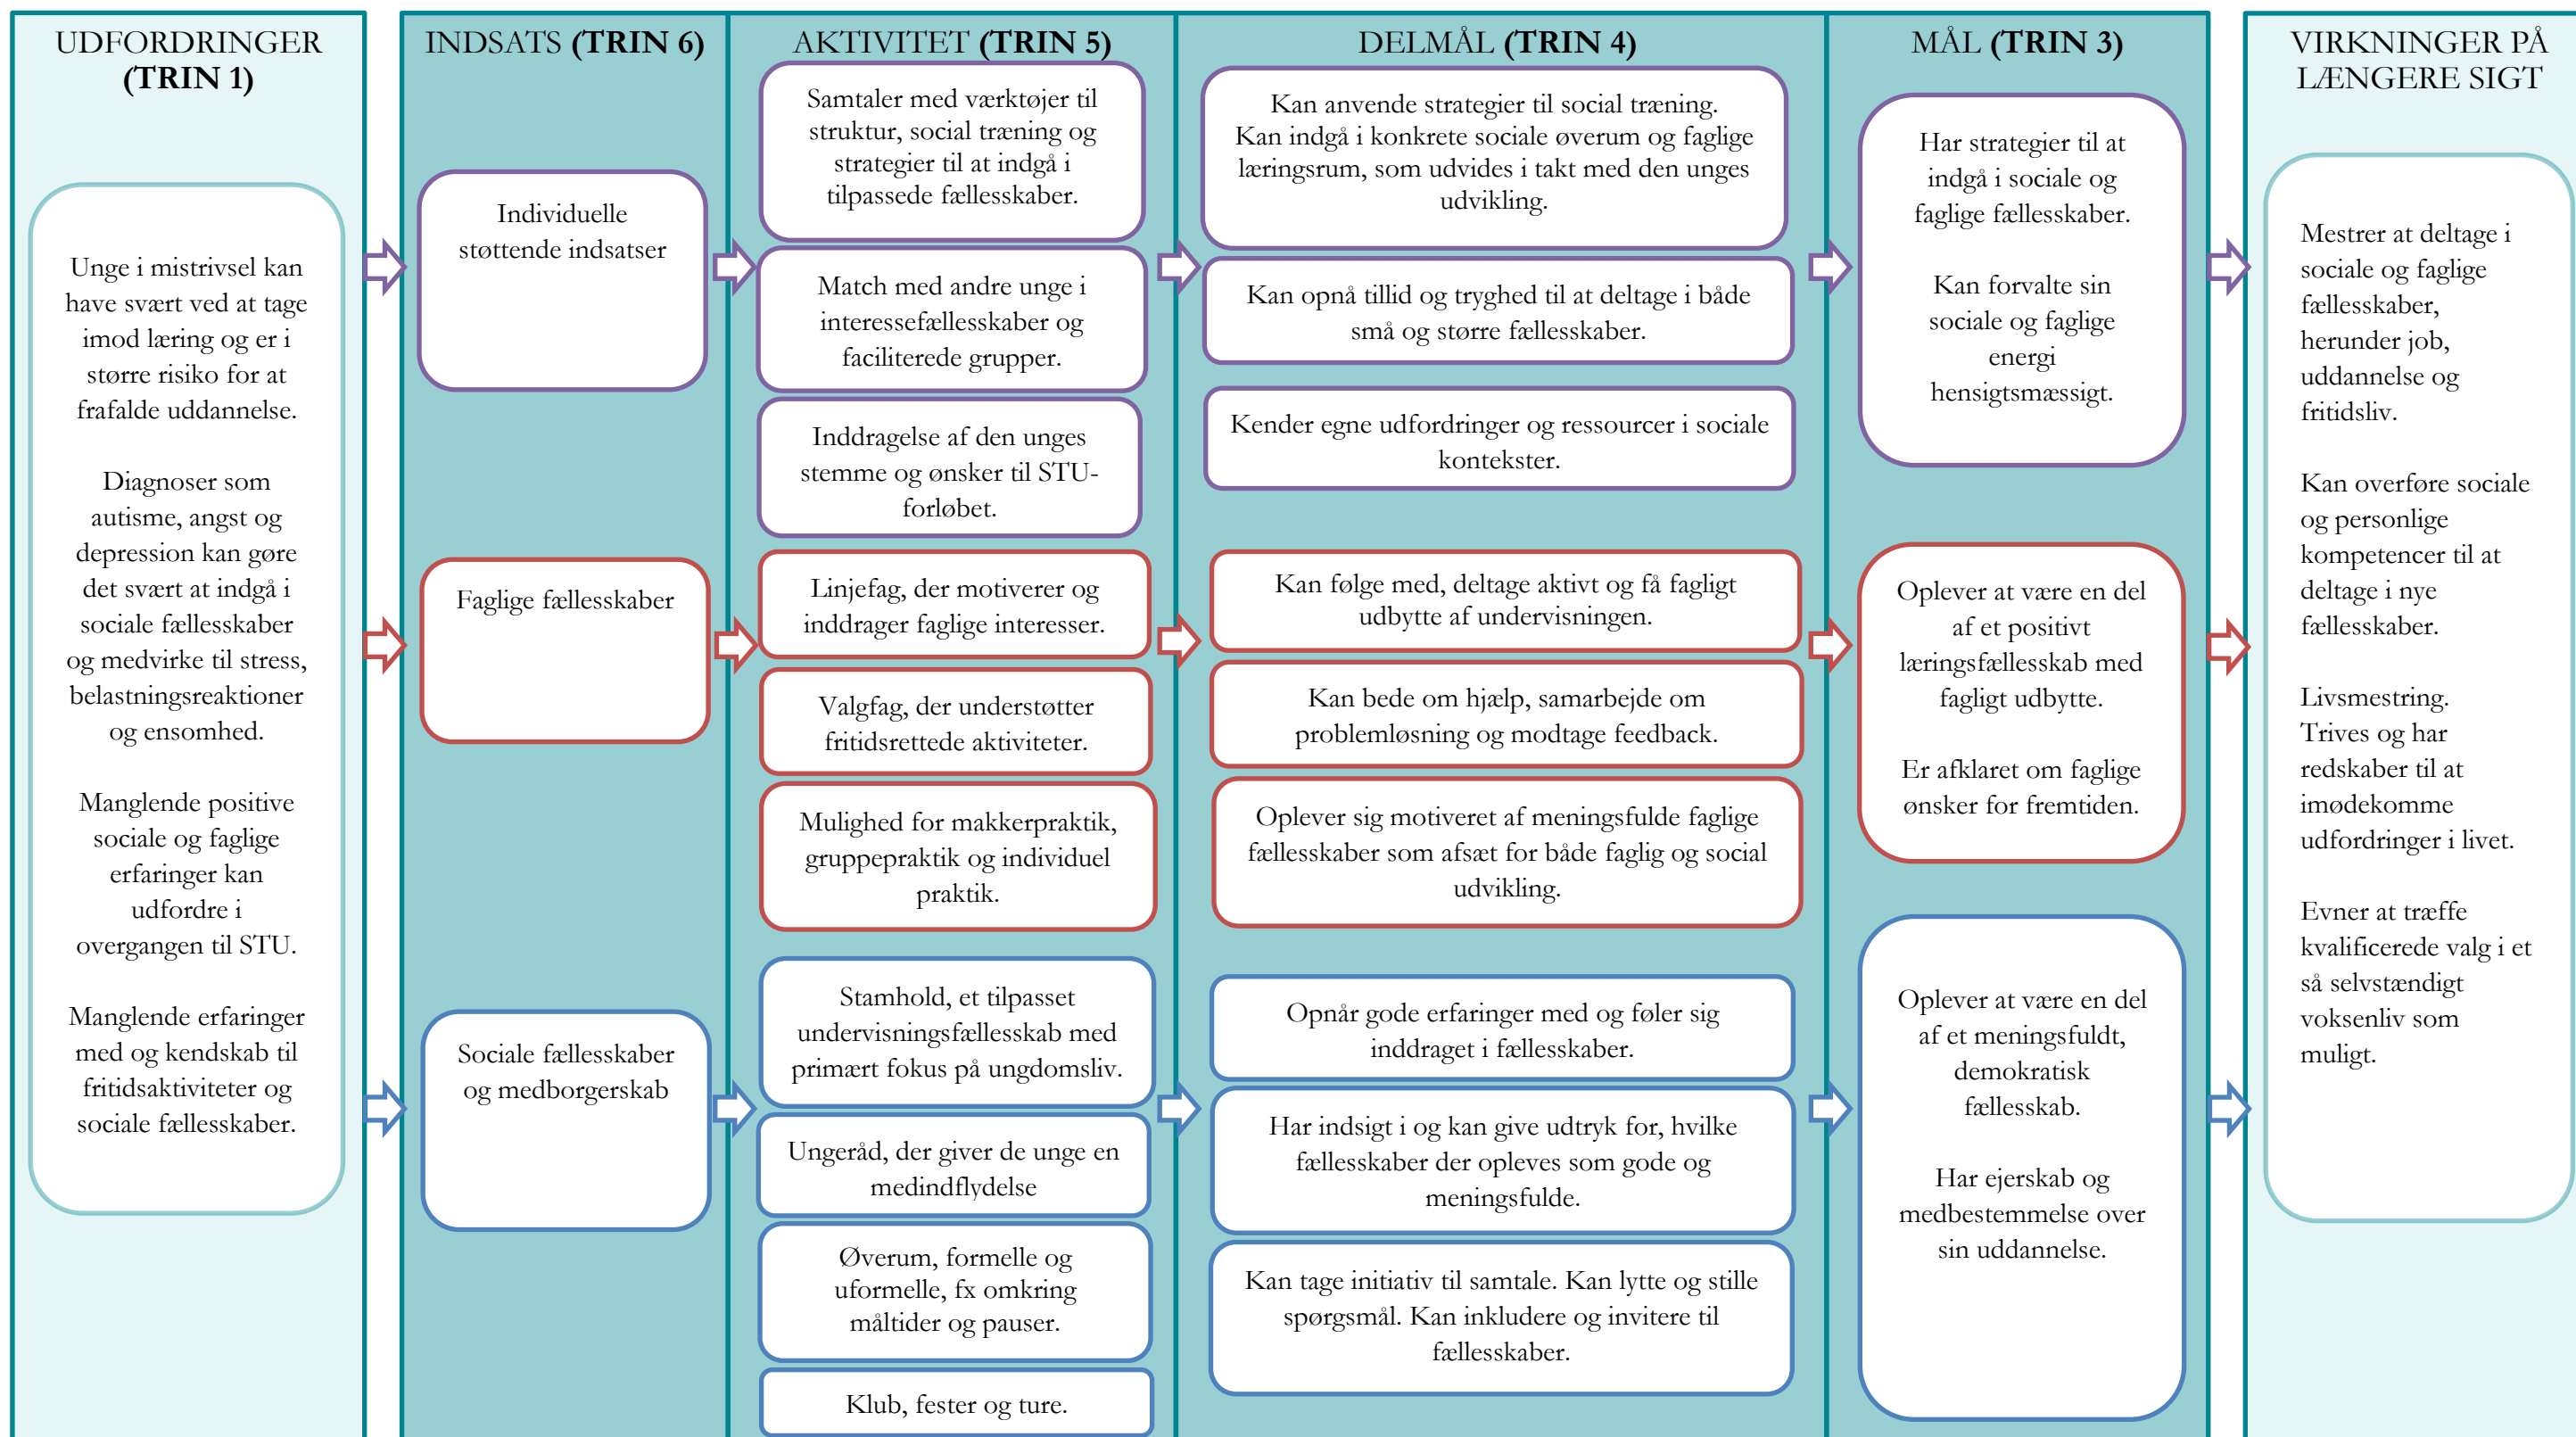 UDFORDRINGER
(TRIN 1)
Unge i mistrivsel kan
have svært ved at tage
imod læring og er i
større risiko for at
frafalde uddannelse.
Diagnoser som
autisme, angst og
depression kan gøre
det svært at indgå i
sociale fællesskaber
og medvirke til stress,
belastningsreaktioner
og ensomhed.
Manglende positive
sociale og faglige
erfaringer kan
udfordre i
overgangen til STU.
Manglende erfaringer
med og kendskab til
fritidsaktiviteter og
sociale fællesskaber.
INDSATS (TRIN 6)
Individuelle
støttende indsatser
Faglige fællesskaber
Sociale fællesskaber
og medborgerskab
AKTIVITET (TRIN 5)
Samtaler med værktøjer til
struktur, social træning og
strategier til at indgå i
tilpassede fællesskaber.
Match med andre unge i
interessefællesskaber og
faciliterede grupper.
Inddragelse af den unges
stemme og ønsker til STU-
forløbet.
Linjefag, der motiverer og
inddrager faglige interesser.
Valgfag, der understøtter
fritidsrettede aktiviteter.
Mulighed for makkerpraktik,
gruppepraktik og individuel
praktik.
Stamhold, et tilpasset
undervisningsfællesskab med
primært fokus på ungdomsliv.
Ungeråd, der giver de unge en
medindflydelse
Øverum, formelle og
uformelle, fx omkring
måltider og pauser.
Klub, fester og ture.
DELMÅL (TRIN 4)
Kan anvende strategier til social træning.
Kan indgå i konkrete sociale øverum og faglige
læringsrum, som udvides i takt med den unges
udvikling.
Kan opnå tillid og tryghed til at deltage i både
små og større fællesskaber.
Kender egne udfordringer og ressourcer i sociale
kontekster.
Kan følge med, deltage aktivt og få fagligt
udbytte af undervisningen.
Kan bede om hjælp, samarbejde om
problemløsning og modtage feedback.
Oplever sig motiveret af meningsfulde faglige
fællesskaber som afsæt for både faglig og social
udvikling.
Opnår gode erfaringer med og føler sig
inddraget i fællesskaber.
Har indsigt i og kan give udtryk for, hvilke
fællesskaber der opleves som gode og
meningsfulde.
Kan tage initiativ til samtale. Kan lytte og stille
spørgsmål. Kan inkludere og invitere til
fællesskaber.
MÅL (TRIN 3)
Har strategier til at
indgå i sociale og
faglige fællesskaber.
Kan forvalte sin
sociale og faglige
energi
hensigtsmæssigt.
Oplever at være en del
af et positivt
læringsfællesskab med
fagligt udbytte.
Er afklaret om faglige
ønsker for fremtiden.
Oplever at være en del
af et meningsfuldt,
demokratisk
fællesskab.
Har ejerskab og
medbestemmelse over
sin uddannelse.
VIRKNINGER PÅ
LÆNGERE SIGT
Mestrer at deltage i
sociale og faglige
fællesskaber,
herunder job,
uddannelse og
fritidsliv.
Kan overføre sociale
og personlige
kompetencer til at
deltage i nye
fællesskaber.
Livsmestring.
Trives og har
redskaber til at
imødekomme
udfordringer i livet.
Evner at træffe
kvalificerede valg i et
så selvstændigt
voksenliv som
muligt.